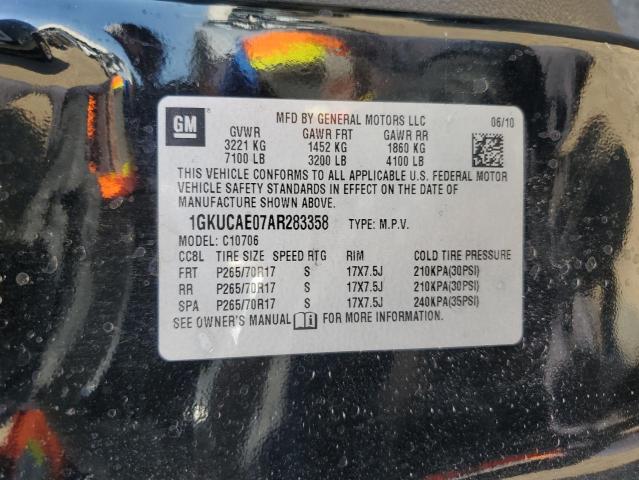 MFD BY GENERAL MOTORS LLC 06/10
GM
GVWR GAWR FRT GAWR RR
3221 KG 1452 KG 1860 KG
7100 LB 3200 LB 4100 LB
THIS VEHICLE CONFORMS TO ALL APPLICABLE U.S. FEDERAL MOTOR
VEHICLE SAFETY STANDARDS IN EFFECT ON THE DATE OF
MANUFACTURE SHOWN ABOVE.
1GKUCAE07AR283358 TYPE: M.P.V.
MODEL: C10706
CC8L TIRE SIZE SPEED RTG RIM COLD TIRE PRESSURE
FRT P265/70R17 S 17X7.5J 210KPA(30PSI)
RR P265/70R17 S 17X7.5J 210KPA(30PSI)
SPA P265/70R17 S 17X7.5J 240KPA(35PSI)
SEE OWNER'S MANUAL FOR MORE INFORMATION.